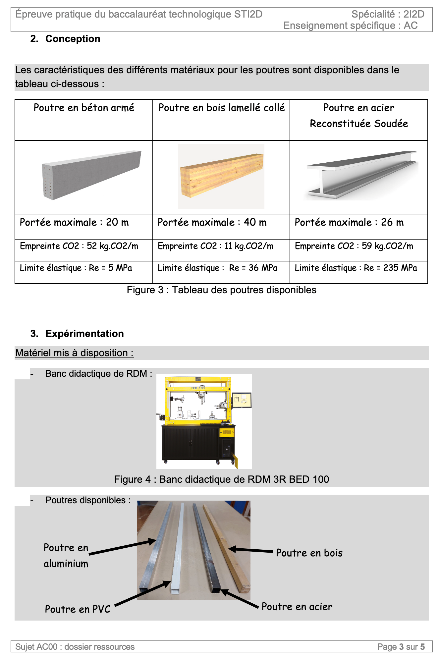 Épreuve pratique du baccalauréat technologique STI2D
Spécialité : 2I2D
Enseignement spécifique : AC
2. Conception
Les caractéristiques des différents matériaux pour les poutres sont disponibles dans le
tableau ci-dessous :
Poutre en béton armé
Poutre en bois lamellé collé
Poutre en acier
Reconstituée Soudée
Portée maximale : 20 m
Portée maximale : 40 m
Portée maximale : 26 m
Empreinte CO2 : 52 kg.CO2/m
Empreinte CO2 : 11 kg.CO2/m
Empreinte CO2 : 59 kg.CO2/m
Limite élastique : Re = 5 MPa
Limite élastique : Re = 36 MPa
Limite élastique : Re = 235 MPa
Figure 3 : Tableau des poutres disponibles
3. Expérimentation
Matériel mis à disposition :
- Banc didactique de RDM :
Figure 4 : Banc didactique de RDM 3R BED 100
- Poutres disponibles :
Poutre en
aluminium
Poutre en bois
Poutre en PVC
Poutre en acier
Sujet AC00 : dossier ressources
Page 3 sur 5